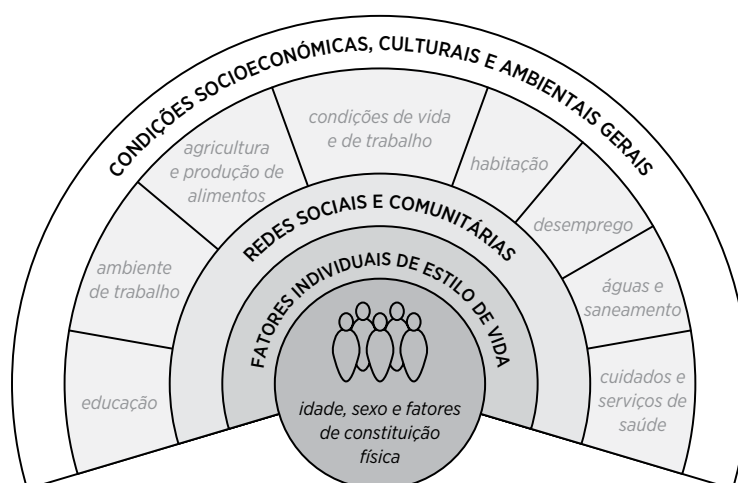 CONDIÇÕES SOCIOECONÓMICAS, CULTURAIS E AMBIENTAIS GERAIS
condições de vida
e de trabalho
agricultura
e produção de
alimentos
habitação
desemprego
ambiente
de trabalho
águas e
saneamento
educação
cuidados e
serviços de
saúde
REDES SOCIAIS E COMUNITÁRIAS
FATORES INDIVIDUAIS DE ESTILO DE VIDA
idade, sexo e fatores
de constituição
física